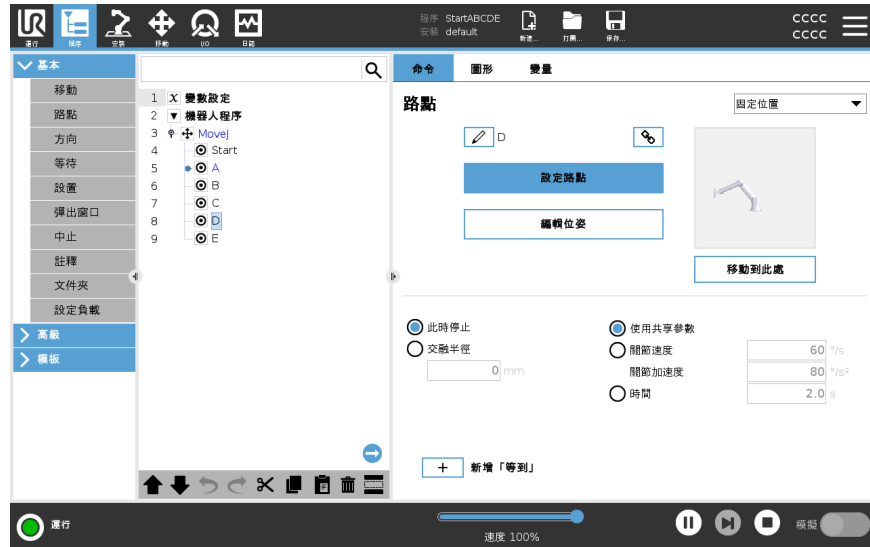 程序 StartABCDE
安裝 default
新建... 打開... 保存...
CCCC
CCCC
運行 程序 安裝 移動 I/O 日誌
基本
移動
路點
方向
等待
設置
彈出窗口
中止
註釋
文件夾
設定負載
高級
模板
1 X 變數設定
2 ▼ 機器人程序
3 MoveJ
4 Start
5 A
6 B
7 C
8 D
9 E
命令 圖形 變量
路點
固定位置
D
設定路點
編輯位姿
移動到此處
此時停止
交融半徑
0 mm
使用共享參數
關節速度 60 °/s
關節加速度 80 °/s²
時間 2.0 s
+ 新增「等到」
運行
速度 100%
模擬